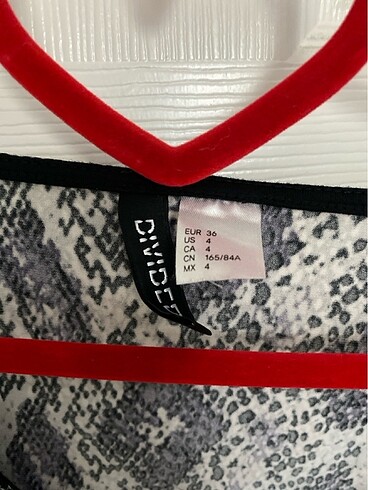 DIVIDED
EUR 36
US 4
CA 4
CN 165/84A
MX 4